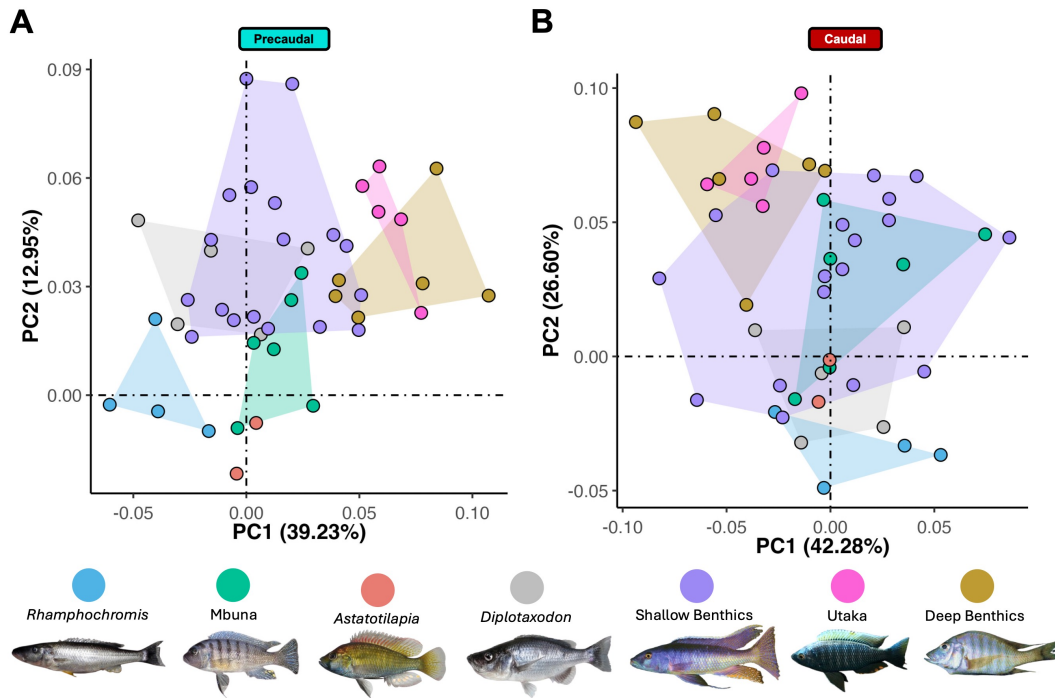 A
B
Precaudal
Caudal
0.09
0.06
0.03
0.00
PC2 (12.95%)
-0.05
0.00
0.05
0.10
PC1 (39.23%)
0.10
0.05
0.00
-0.05
PC2 (26.60%)
-0.10
-0.05
0.00
0.05
PC1 (42.28%)
Rhamphochromis
Mbuna
Astatotilapia
Diplotaxodon
Shallow Benthics
Utaka
Deep Benthics